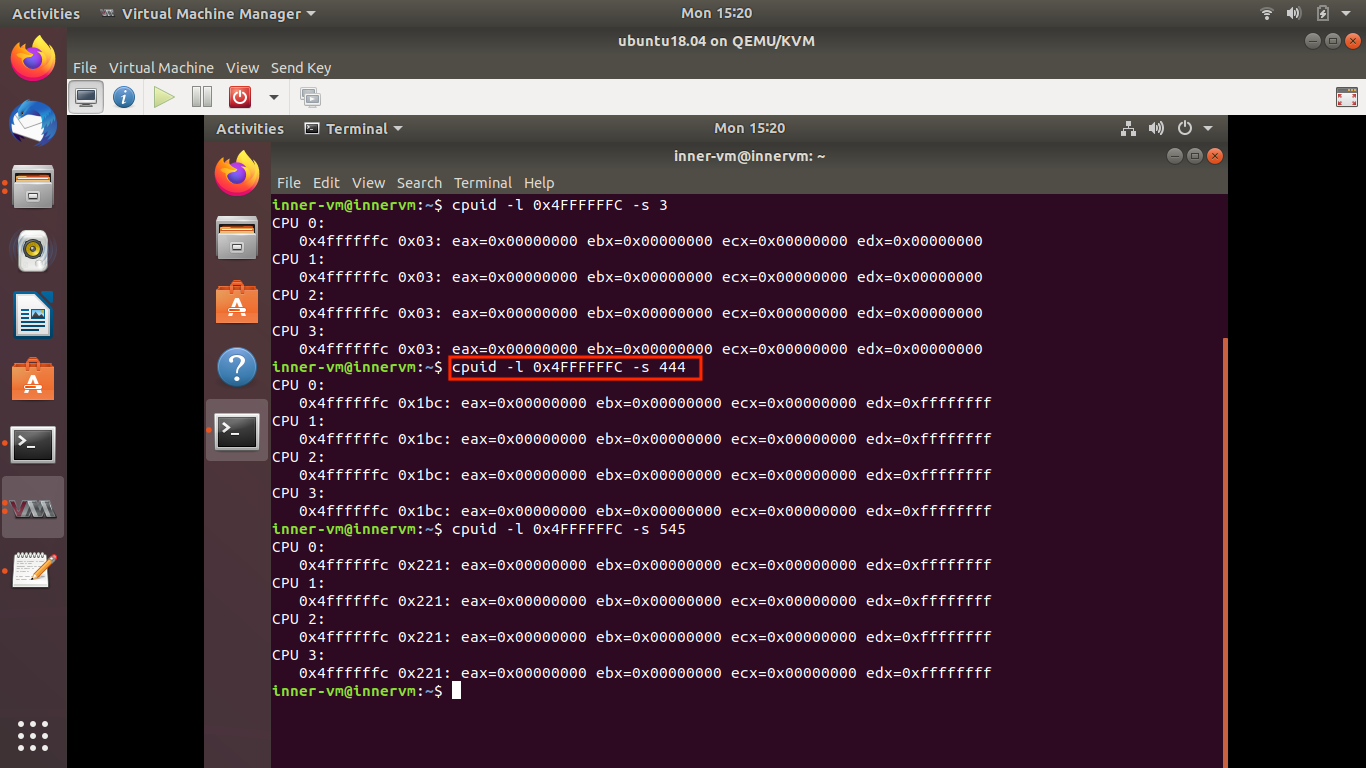 Activities Virtual Machine Manager Mon 15:20
ubuntu18.04 on QEMU/KVM
File Virtual Machine View Send Key
Activities Terminal Mon 15:20
inner-vm@innervm: ~
File Edit View Search Terminal Help
inner-vm@innervm:~$ cpuid -l 0x4FFFFFFC -s 3
CPU 0:
0x4ffffffc 0x03: eax=0x00000000 ebx=0x00000000 ecx=0x00000000 edx=0x00000000
CPU 1:
0x4ffffffc 0x03: eax=0x00000000 ebx=0x00000000 ecx=0x00000000 edx=0x00000000
CPU 2:
0x4ffffffc 0x03: eax=0x00000000 ebx=0x00000000 ecx=0x00000000 edx=0x00000000
CPU 3:
0x4ffffffc 0x03: eax=0x00000000 ebx=0x00000000 ecx=0x00000000 edx=0x00000000
inner-vm@innervm:~$ cpuid -l 0x4FFFFFFC -s 444
CPU 0:
0x4ffffffc 0x1bc: eax=0x00000000 ebx=0x00000000 ecx=0x00000000 edx=0xffffffff
CPU 1:
0x4ffffffc 0x1bc: eax=0x00000000 ebx=0x00000000 ecx=0x00000000 edx=0xffffffff
CPU 2:
0x4ffffffc 0x1bc: eax=0x00000000 ebx=0x00000000 ecx=0x00000000 edx=0xffffffff
CPU 3:
0x4ffffffc 0x1bc: eax=0x00000000 ebx=0x00000000 ecx=0x00000000 edx=0xffffffff
inner-vm@innervm:~$ cpuid -l 0x4FFFFFFC -s 545
CPU 0:
0x4ffffffc 0x221: eax=0x00000000 ebx=0x00000000 ecx=0x00000000 edx=0xffffffff
CPU 1:
0x4ffffffc 0x221: eax=0x00000000 ebx=0x00000000 ecx=0x00000000 edx=0xffffffff
CPU 2:
0x4ffffffc 0x221: eax=0x00000000 ebx=0x00000000 ecx=0x00000000 edx=0xffffffff
CPU 3:
0x4ffffffc 0x221: eax=0x00000000 ebx=0x00000000 ecx=0x00000000 edx=0xffffffff
inner-vm@innervm:~$